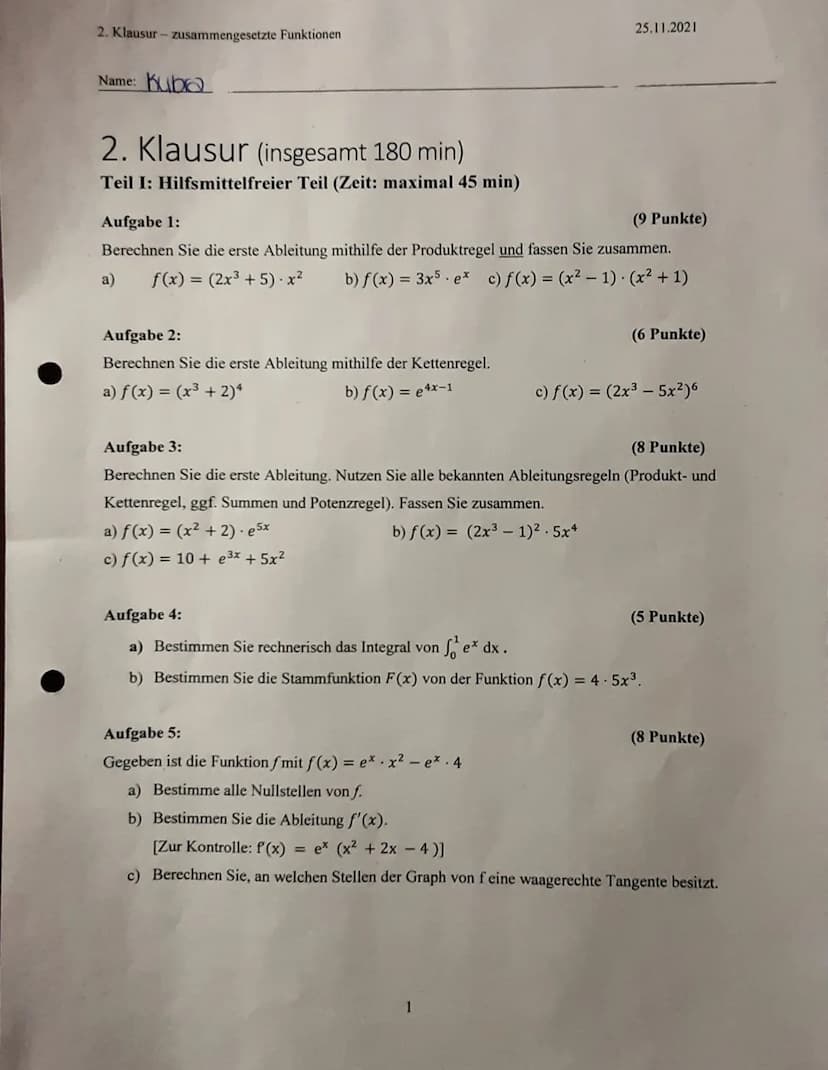 2. Klausur – zusammengesetzte Funktionen
25.11.2021
Name: Kubra
2. Klausur (insgesamt 180 min)
Teil I: Hilfsmittelfreier Teil (Zeit: maximal 45 min)
Aufgabe 1: (9 Punkte)
Berechnen Sie die erste Ableitung mithilfe der Produktregel und fassen Sie zusammen.
a) f(x) = (2x³ + 5) · x² b) f(x) = 3x⁵ · eˣ c) f(x) = (x² − 1) · (x² + 1)
Aufgabe 2: (6 Punkte)
Berechnen Sie die erste Ableitung mithilfe der Kettenregel.
a) f(x) = (x³ + 2)⁴ b) f(x) = e⁴ˣ⁻¹ c) f(x) = (2x³ − 5x²)⁶
Aufgabe 3: (8 Punkte)
Berechnen Sie die erste Ableitung. Nutzen Sie alle bekannten Ableitungsregeln (Produkt- und
Kettenregel, ggf. Summen und Potenzregel). Fassen Sie zusammen.
a) f(x) = (x² + 2) · e⁵ˣ b) f(x) = (2x³ − 1)² · 5x⁴
c) f(x) = 10 + e³ˣ + 5x²
Aufgabe 4: (5 Punkte)
a) Bestimmen Sie rechnerisch das Integral von ∫₀¹ eˣ dx .
b) Bestimmen Sie die Stammfunktion F(x) von der Funktion f(x) = 4 · 5x³.
Aufgabe 5: (8 Punkte)
Gegeben ist die Funktion f mit f(x) = eˣ · x² − eˣ · 4
a) Bestimme alle Nullstellen von f.
b) Bestimmen Sie die Ableitung f′(x).
[Zur Kontrolle: f'(x) = eˣ (x² + 2x − 4 )]
c) Berechnen Sie, an welchen Stellen der Graph von f eine waagerechte Tangente besitzt.
1